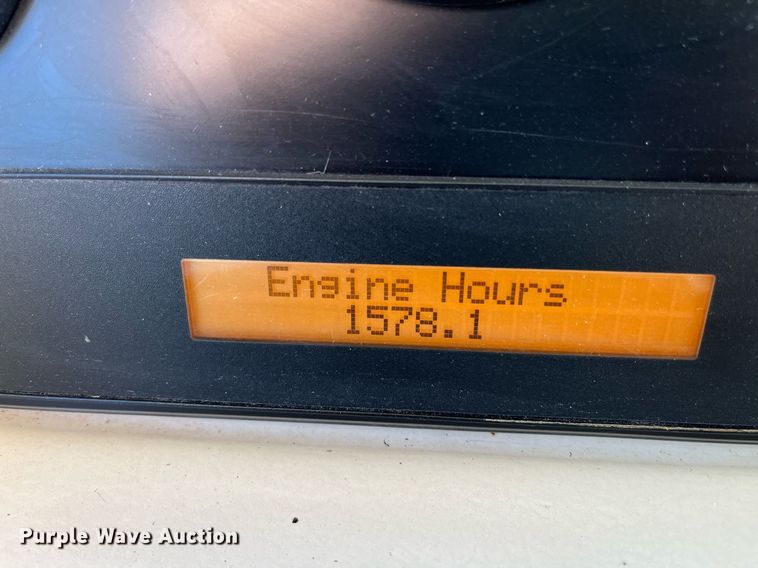 Engine Hours
1578.1
Purple Wave Auction